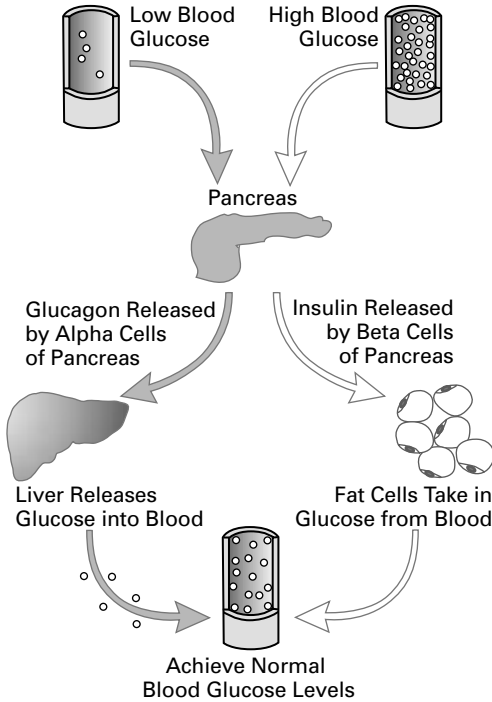 Low Blood
Glucose
High Blood
Glucose
Pancreas
Glucagon Released
by Alpha Cells
of Pancreas
Insulin Released
by Beta Cells
of Pancreas
Liver Releases
Glucose into Blood
Fat Cells Take in
Glucose from Blood
Achieve Normal
Blood Glucose Levels